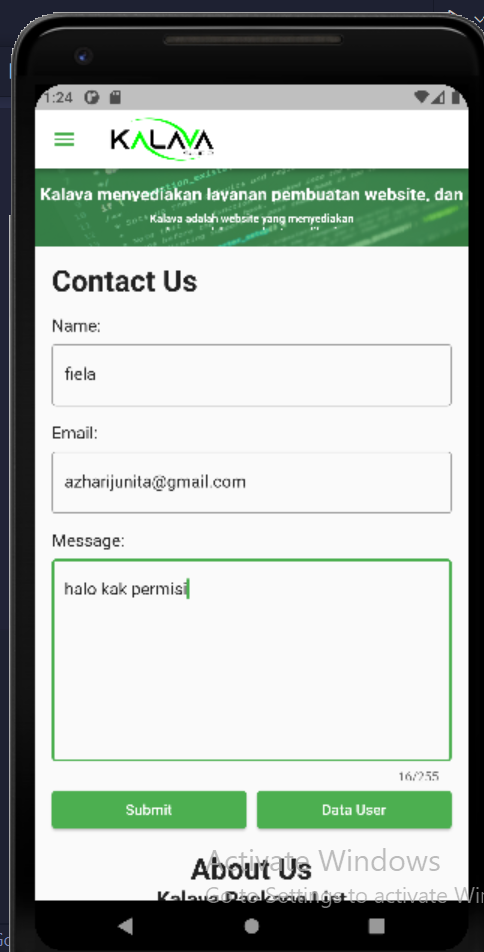 1:24
KALAVA
Kalava menyediakan layanan pembuatan website, dan
Kalava adalah website yang menyediakan
Contact Us
Name:
fiela
Email:
azharijunita@gmail.com
Message:
halo kak permisi
16/255
Submit
Data User
About Us
Activate Windows
Kalava Package List
Go to Settings to activate Wi